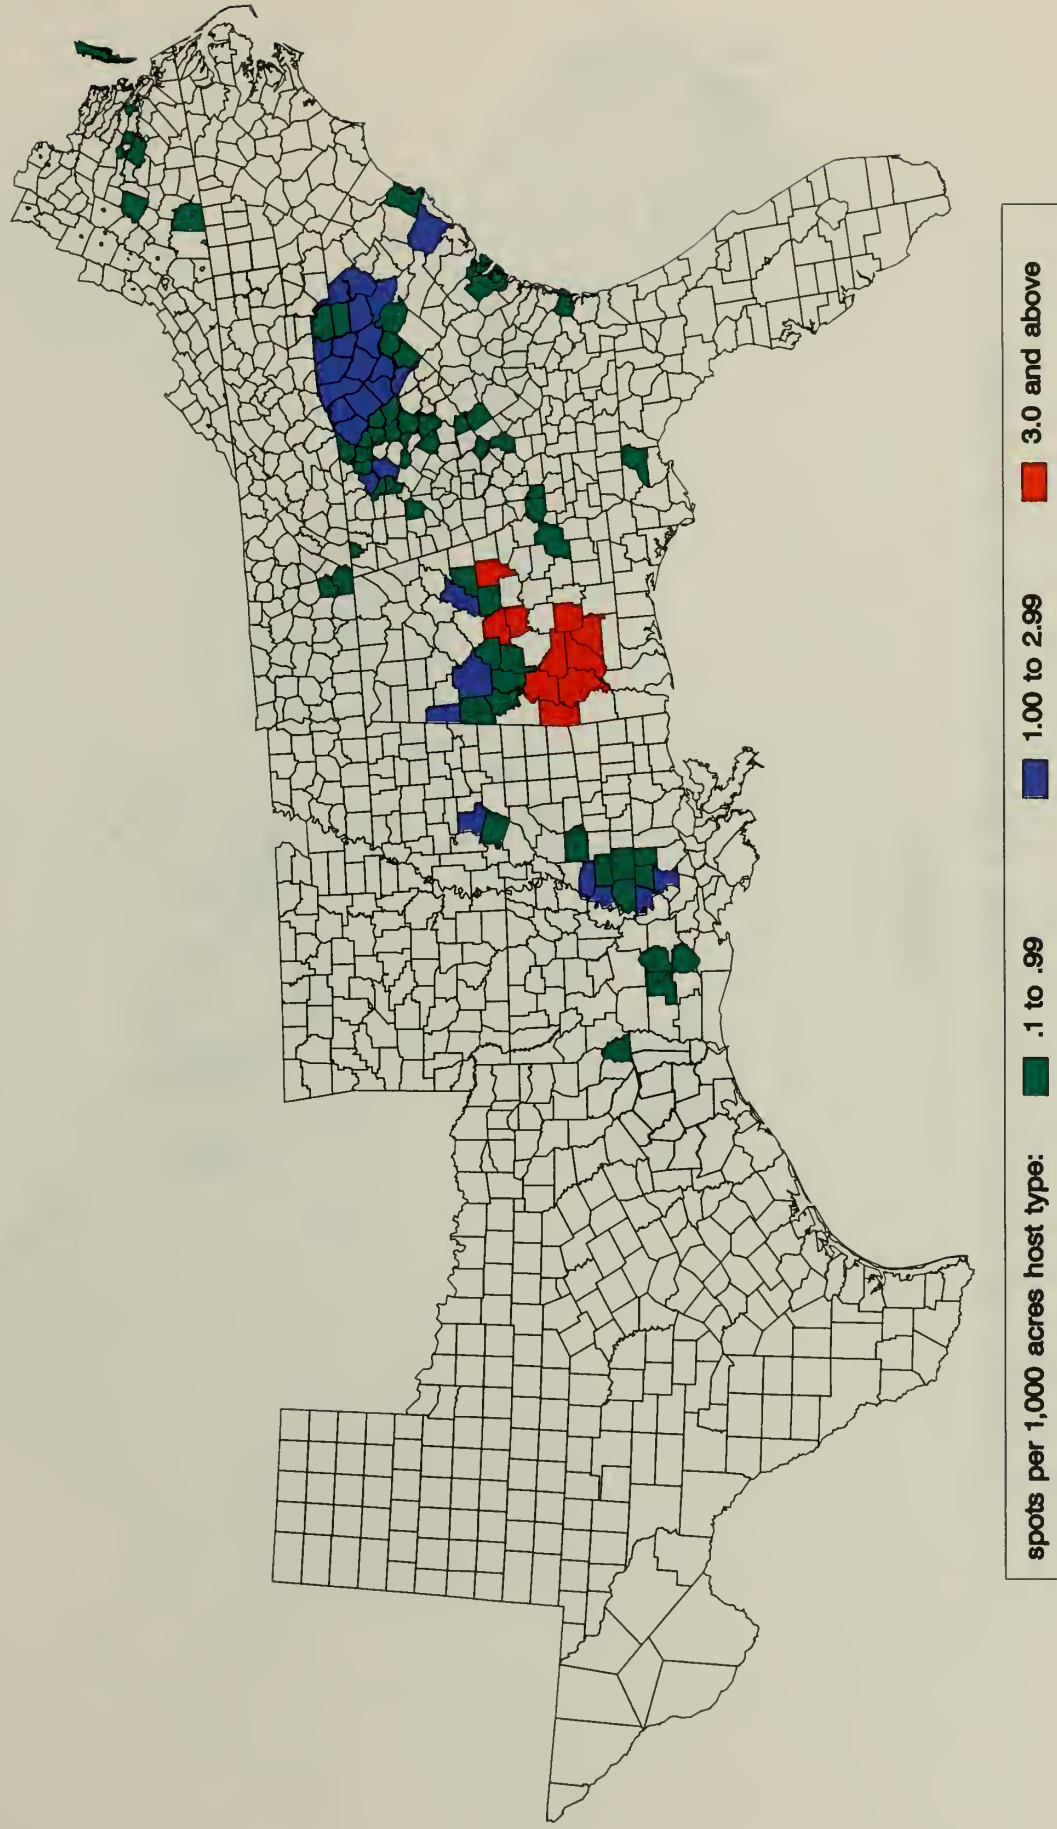 spots per 1,000 acres host type: .1 to .99 1.00 to 2.99 3.0 and above